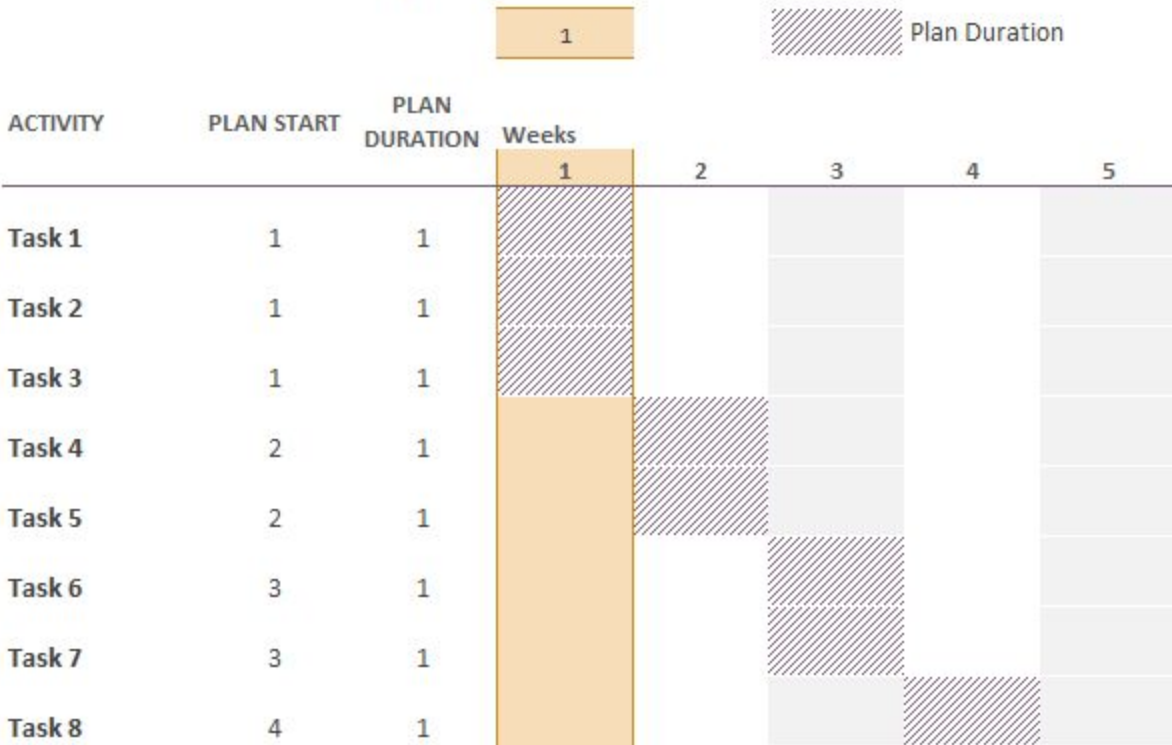 1 Plan Duration
PLAN
ACTIVITY PLAN START
DURATION Weeks
1 2 3 4 5
Task 1 1 1
Task 2 1 1
Task 3 1 1
Task 4 2 1
Task 5 2 1
Task 6 3 1
Task 7 3 1
Task 8 4 1